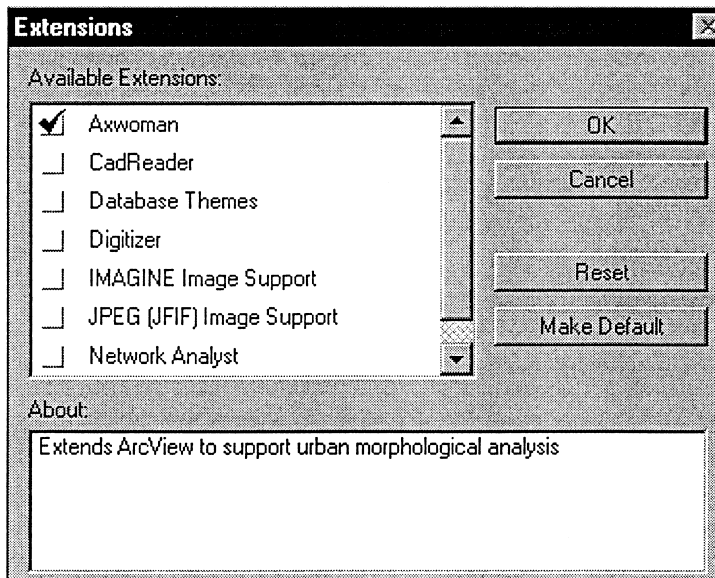 Extensions
Available Extensions:
Axwoman
CadReader
Database Themes
Digitizer
IMAGINE Image Support
JPEG (JFIF) Image Support
Network Analyst
OK
Cancel
Reset
Make Default
About:
Extends ArcView to support urban morphological analysis